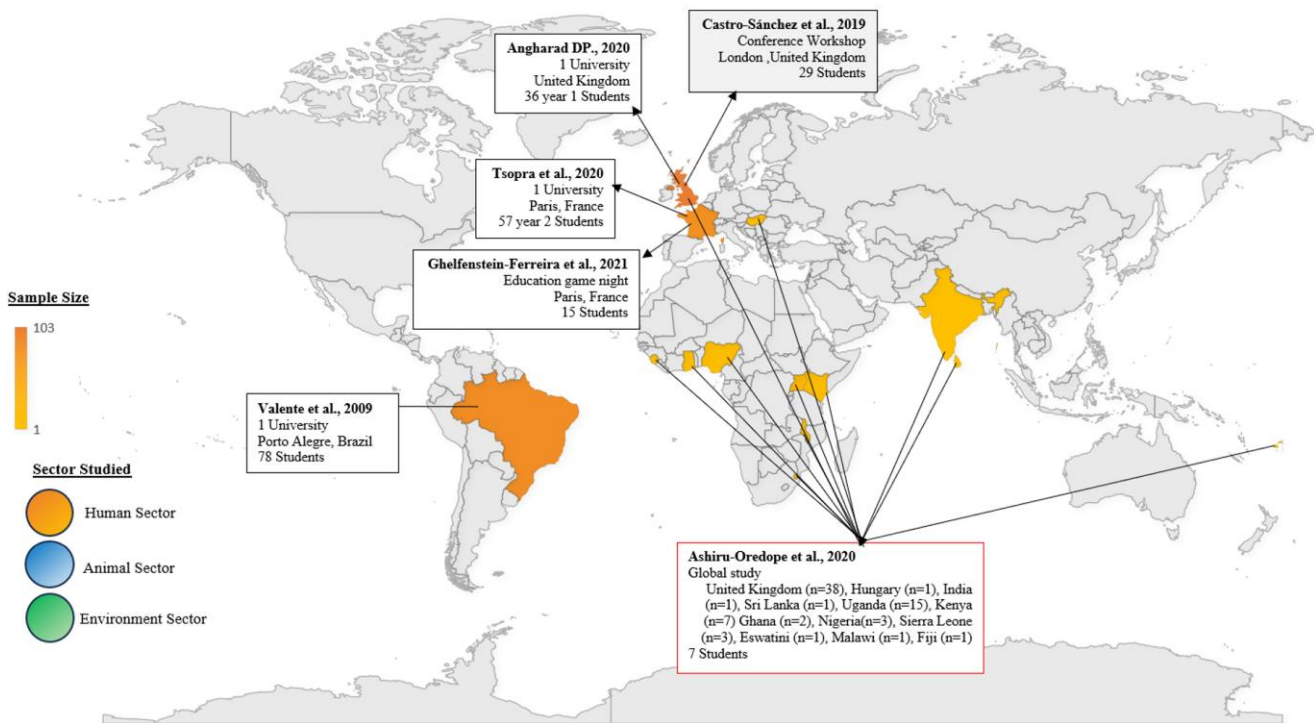 Castro-Sánchez et al., 2019
Conference Workshop
London ,United Kingdom
29 Students
Angharad DP., 2020
1 University
United Kingdom
36 year 1 Students
Tsopra et al., 2020
1 University
Paris, France
57 year 2 Students
Ghelfenstein-Ferreira et al., 2021
Education game night
Paris, France
15 Students
Sample Size
103
1
Valente et al., 2009
1 University
Porto Alegre, Brazil
78 Students
Sector Studied
Human Sector
Animal Sector
Environment Sector
Ashiru-Oredope et al., 2020
Global study
United Kingdom (n=38), Hungary (n=1), India
(n=1), Sri Lanka (n=1), Uganda (n=15), Kenya
(n=7) Ghana (n=2), Nigeria(n=3), Sierra Leone
(n=3), Eswatini (n=1), Malawi (n=1), Fiji (n=1)
7 Students